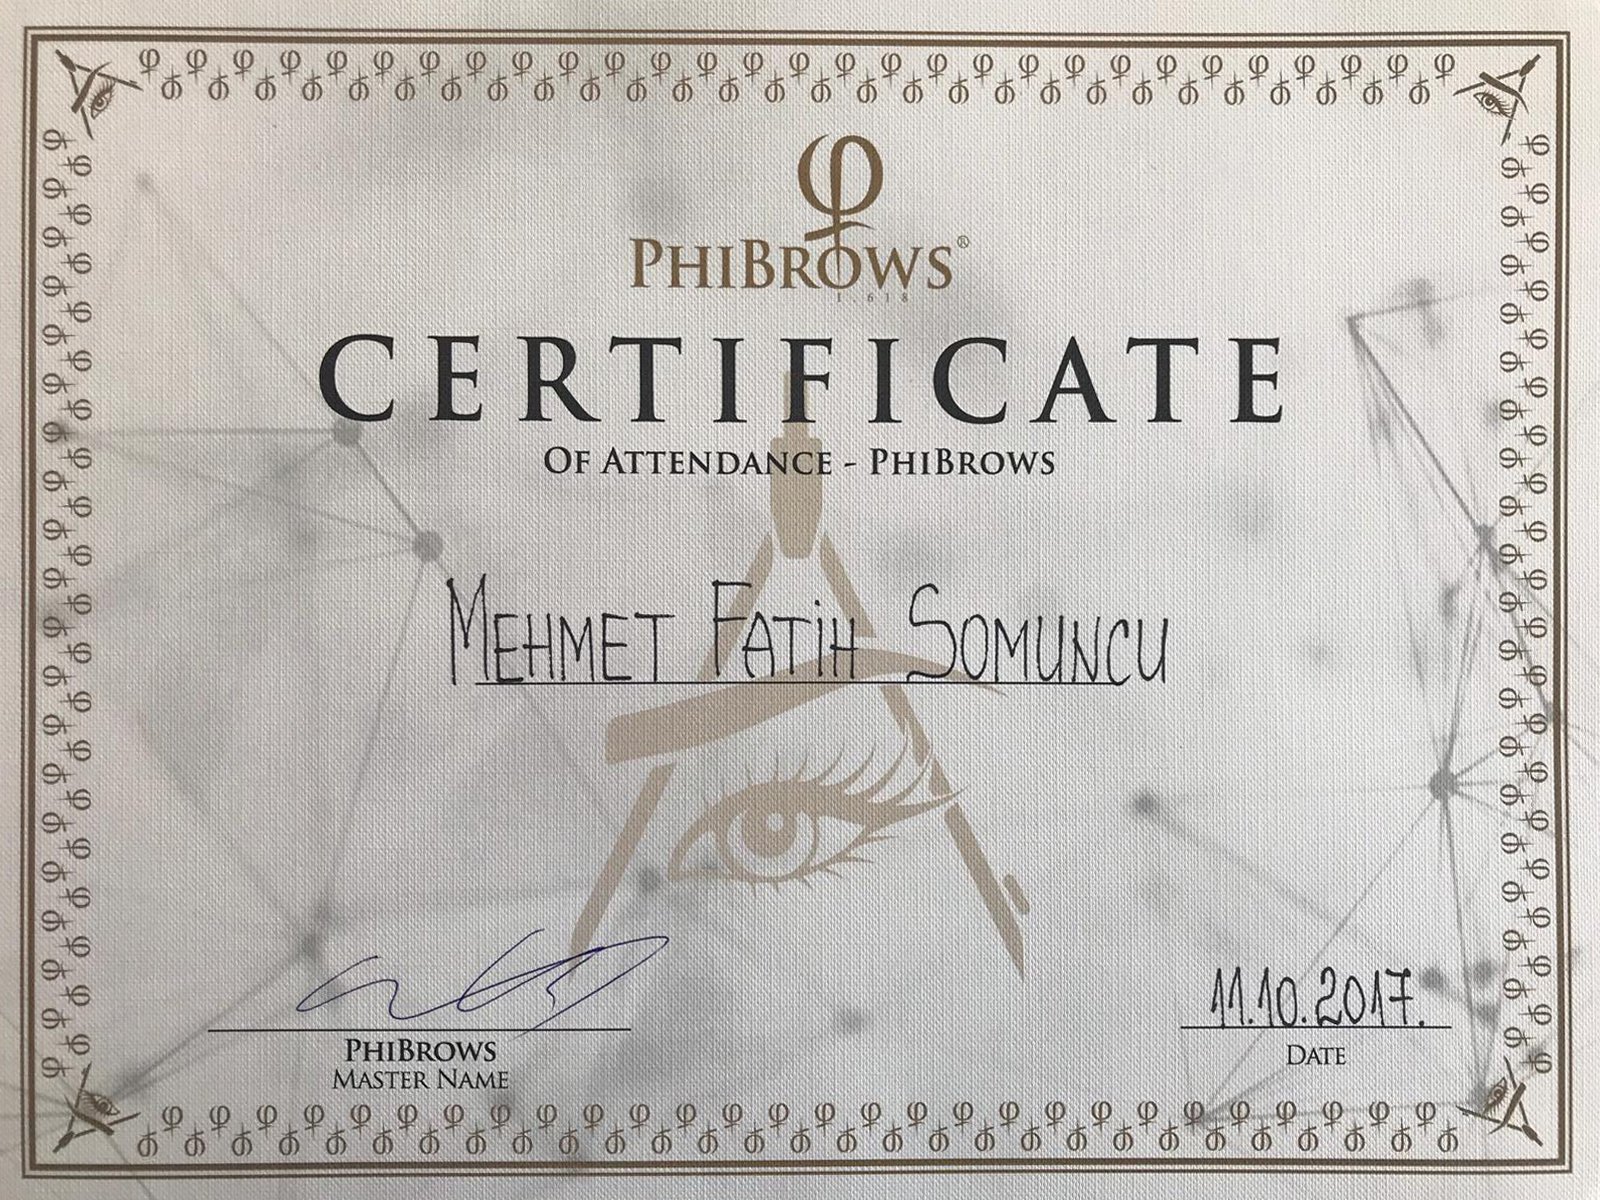 PHIBROWS®
1.618
CERTIFICATE
OF ATTENDANCE - PHIBROWS
MEHMET FATiH SOMUNCU
11.10.2017.
PHIBROWS
MASTER NAME
DATE